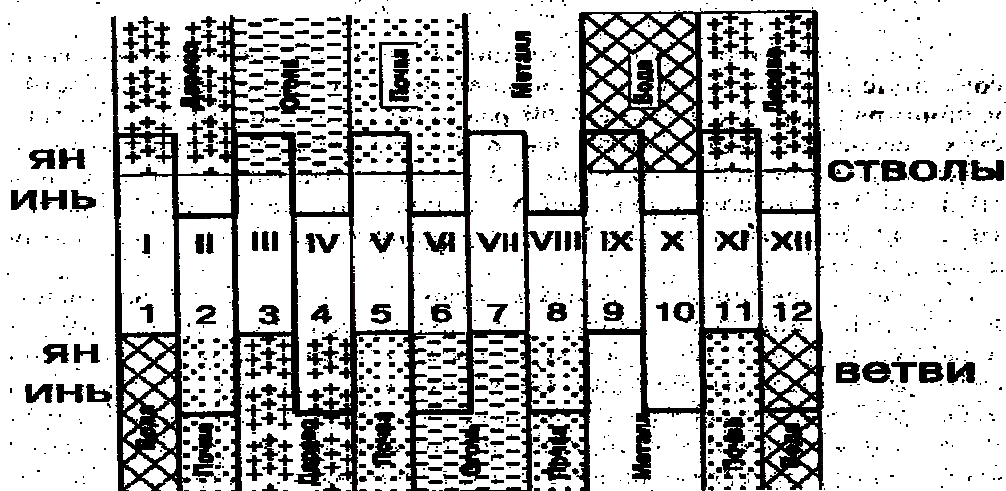 Дерево Огонь Почва Металл Вода Дерево
ЯН
ИНЬ
СТВОЛЫ
I II III IV V VI VII VIII IX X XI XII
1 2 3 4 5 6 7 8 9 10 11 12
ЯН
ИНЬ
ВЕТВИ
Вода Почва Дерево Почва Огонь Почва Металл Почва Вода